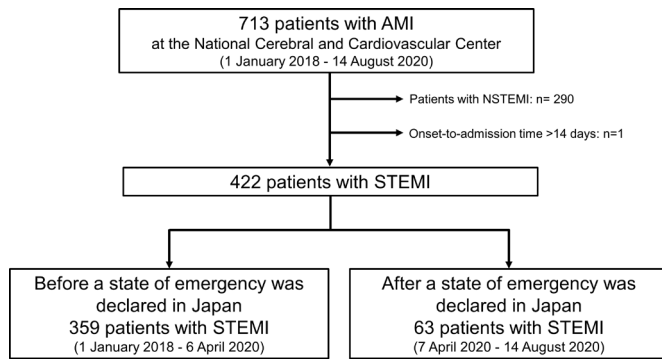 713 patients with AMI
at the National Cerebral and Cardiovascular Center
(1 January 2018 - 14 August 2020)
Patients with NSTEMI: n= 290
Onset-to-admission time >14 days: n=1
422 patients with STEMI
Before a state of emergency was
declared in Japan
359 patients with STEMI
(1 January 2018 - 6 April 2020)
After a state of emergency was
declared in Japan
63 patients with STEMI
(7 April 2020 - 14 August 2020)